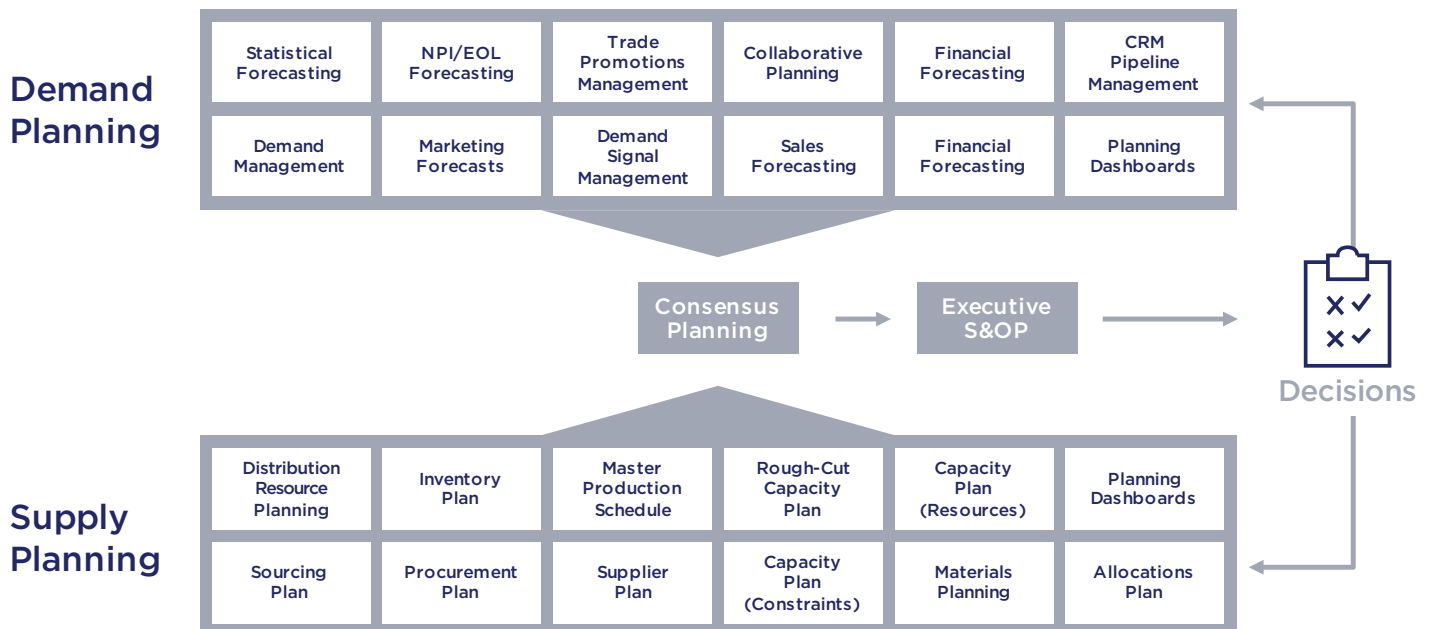 Demand
Planning
Statistical
Forecasting
NPI/EOL
Forecasting
Trade
Promotions
Management
Collaborative
Planning
Financial
Forecasting
CRM
Pipeline
Management
Demand
Management
Marketing
Forecasts
Demand
Signal
Management
Sales
Forecasting
Financial
Forecasting
Planning
Dashboards
Consensus
Planning
Executive
S&OP
Decisions
Supply
Planning
Distribution
Resource
Planning
Inventory
Plan
Master
Production
Schedule
Rough-Cut
Capacity
Plan
Capacity
Plan
(Resources)
Planning
Dashboards
Sourcing
Plan
Procurement
Plan
Supplier
Plan
Capacity
Plan
(Constraints)
Materials
Planning
Allocations
Plan